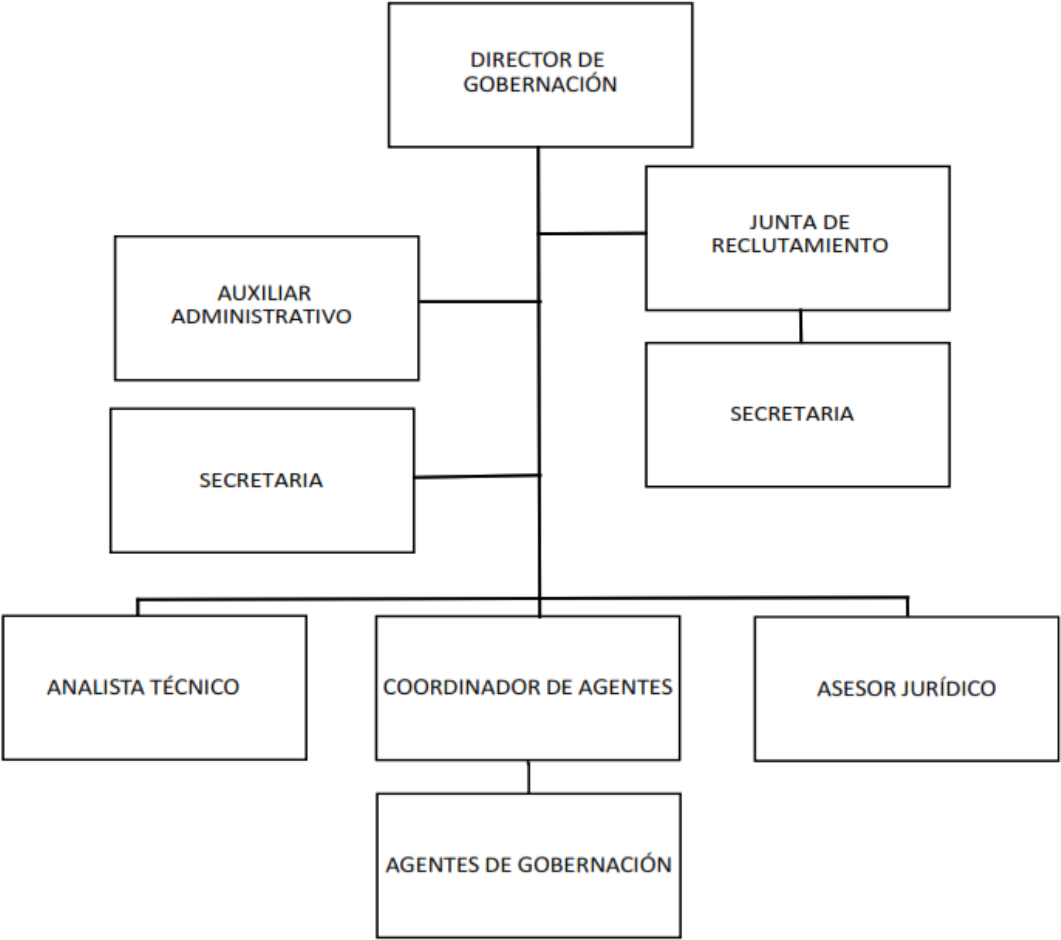 DIRECTOR DE
GOBERNACIÓN
JUNTA DE
RECLUTAMIENTO
AUXILIAR
ADMINISTRATIVO
SECRETARIA
SECRETARIA
ANALISTA TÉCNICO
COORDINADOR DE AGENTES
ASESOR JURÍDICO
AGENTES DE GOBERNACIÓN